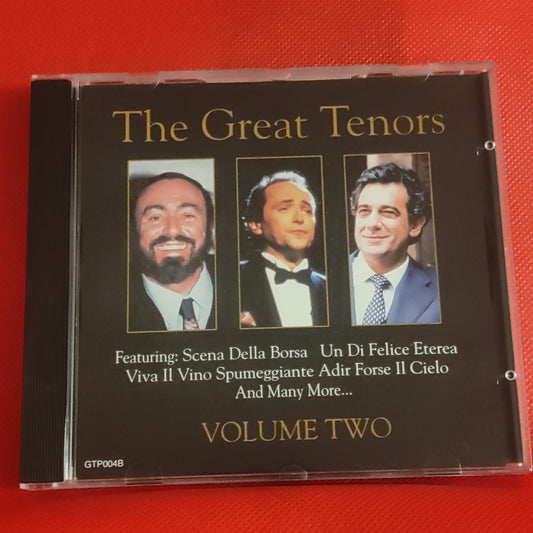 The Great Tenors
Featuring: Scena Della Borsa Un Di Felice Eterea
Viva Il Vino Spumeggiante Adir Forse Il Cielo
And Many More...
VOLUME TWO
GTP004B